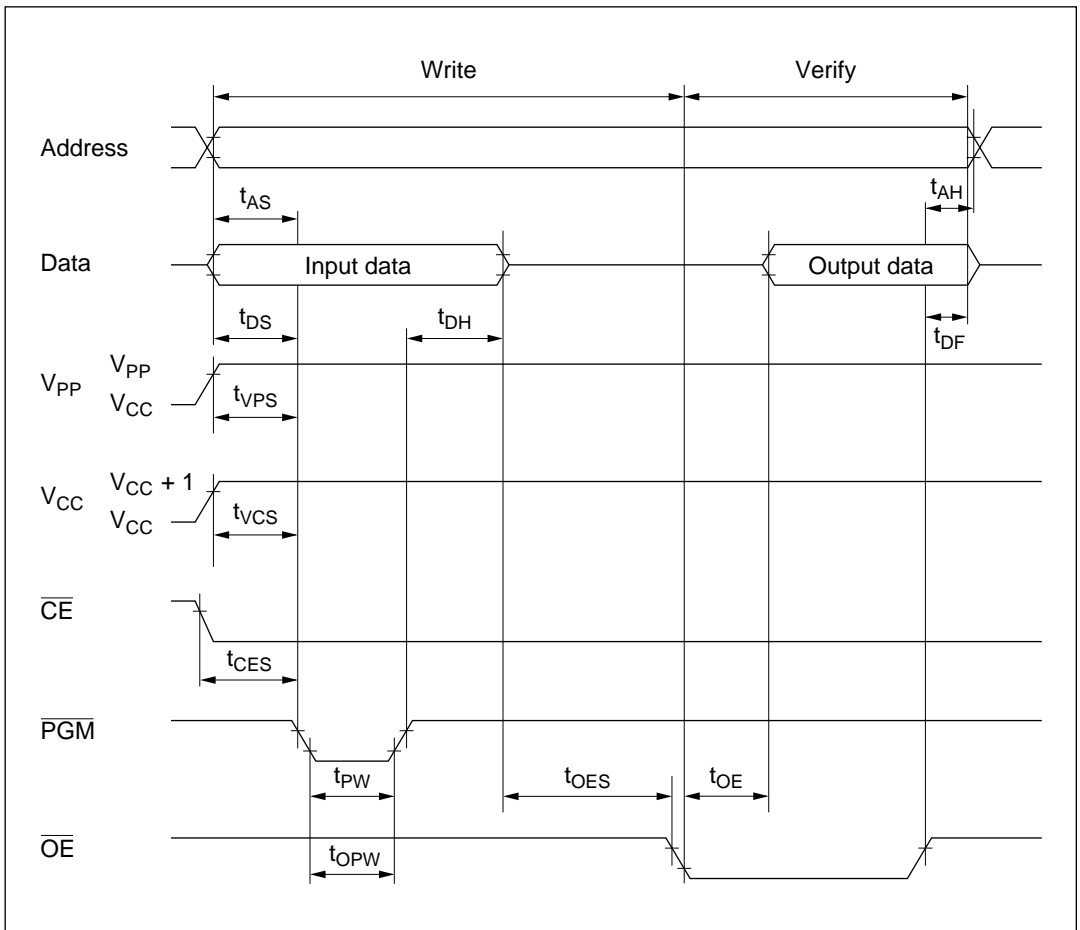 Write
Verify
Address
tAS
tAH
Data
Input data
Output data
tDS
tDH
tDF
VPP
VPP
VCC
tVPS
VCC
VCC + 1
VCC
tVCS
CE
tCES
PGM
tPW
tOES
tOE
OE
tOPW